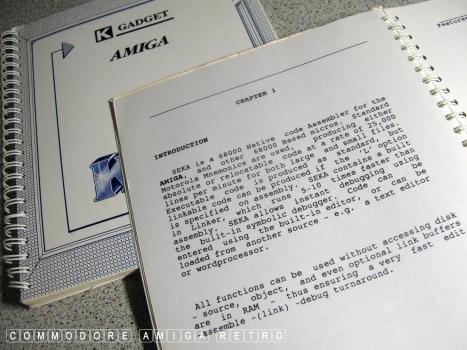 K GADGET
AMIGA
Features
CHAPTER 1
INTRODUCTION
SEKA is a 68000 Native code Assembler for the
AMIGA, and other 68000 Based micros. Standard
Motorola Mnemonics are used, producing either
absolute or relocatable code at a rate of 25,000
lines per minute for both large and small files.
Executable code is produced as standard, but
linkable code can be produced if the 'L' option
is specified on assembly. SEKA contains a built
in Linker, which runs 5-10 times faster than
assembly. SEKA allows instant debugging using
the built-in symbolic debugger. Code can be
entered using the built-in editor, or can be
loaded from another source - e.g. a text editor
or wordprocessor.
All functions can be used without accessing disk
- source, object, and even optional link buffers
are in RAM - thus ensuring a very fast edit
-assemble -(link) -debug turnaround.
COMMODORE AMIGA RETRO